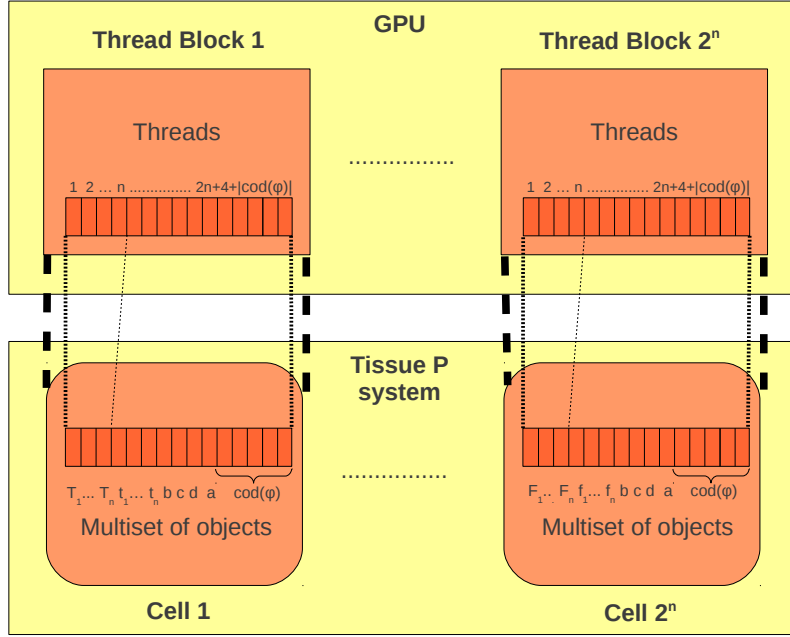 GPU
Thread Block 1
Thread Block 2ⁿ
Threads
Threads
................
1 2 ... n ............... 2n+4+|cod(φ)|
1 2 ... n ............... 2n+4+|cod(φ)|
Tissue P
system
................
T₁... Tₙ t₁... tₙ b c d a cod(φ)
F₁.. Fₙ f₁... fₙ b c d a cod(φ)
Multiset of objects
Multiset of objects
Cell 1
Cell 2ⁿ